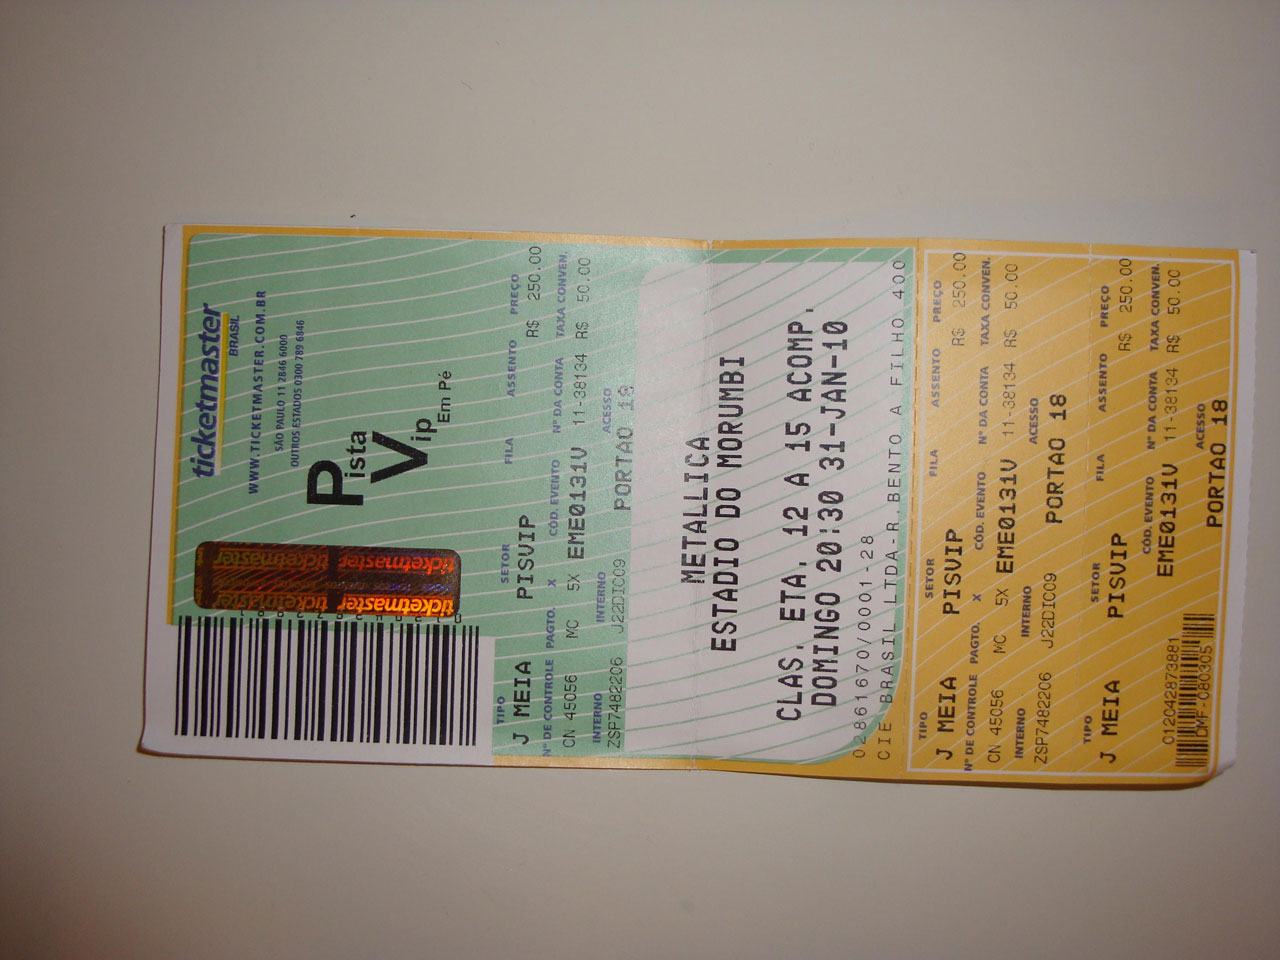 ticketmaster
BRASIL
WWW.TICKETMASTER.COM.BR
SÃO PAULO 11 2846 6000
OUTROS ESTADOS 0300 789 6846
Pista
Vip
Em Pé
ticketmaster ticketmaster
ticketmaster ticketmaster
TIPO SETOR FILA ASSENTO PREÇO
J MEIA PISVIP R$ 250.00
Nº DE CONTROLE PAGTO. X CÓD. EVENTO Nº DA CONTA TAXA CONVEN.
CN 45056 MC 5X EME0131V 11-38134 R$ 50.00
INTERNO INTERNO ACESSO
ZSP7482206 J22DIC09 PORTAO 18
METALLICA
ESTADIO DO MORUMBI
CLAS. ETA. 12 A 15 ACOMP.
DOMINGO 20:30 31-JAN-10
02861670/0001-28
CIE BRASIL LTDA-R.BENTO A FILHO 400
TIPO SETOR FILA ASSENTO PREÇO
J MEIA PISVIP R$ 250.00
Nº DE CONTROLE PAGTO. X CÓD. EVENTO Nº DA CONTA TAXA CONVEN.
CN 45056 MC 5X EME0131V 11-38134 R$ 50.00
INTERNO INTERNO ACESSO
ZSP7482206 J22DIC09 PORTAO 18
TIPO SETOR FILA ASSENTO PREÇO
J MEIA PISVIP R$ 250.00
CÓD. EVENTO Nº DA CONTA TAXA CONVEN.
012042873881 EME0131V 11-38134 R$ 50.00
ACESSO
DMF-080305 PORTAO 18